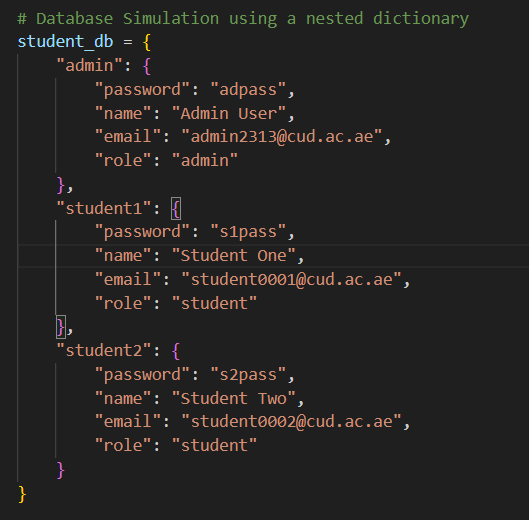 # Database Simulation using a nested dictionary
student_db = {
    "admin": {
        "password": "adpass",
        "name": "Admin User",
        "email": "admin2313@cud.ac.ae",
        "role": "admin"
    },
    "student1": {
        "password": "s1pass",
        "name": "Student One",
        "email": "student0001@cud.ac.ae",
        "role": "student"
    },
    "student2": {
        "password": "s2pass",
        "name": "Student Two",
        "email": "student0002@cud.ac.ae",
        "role": "student"
    }
}